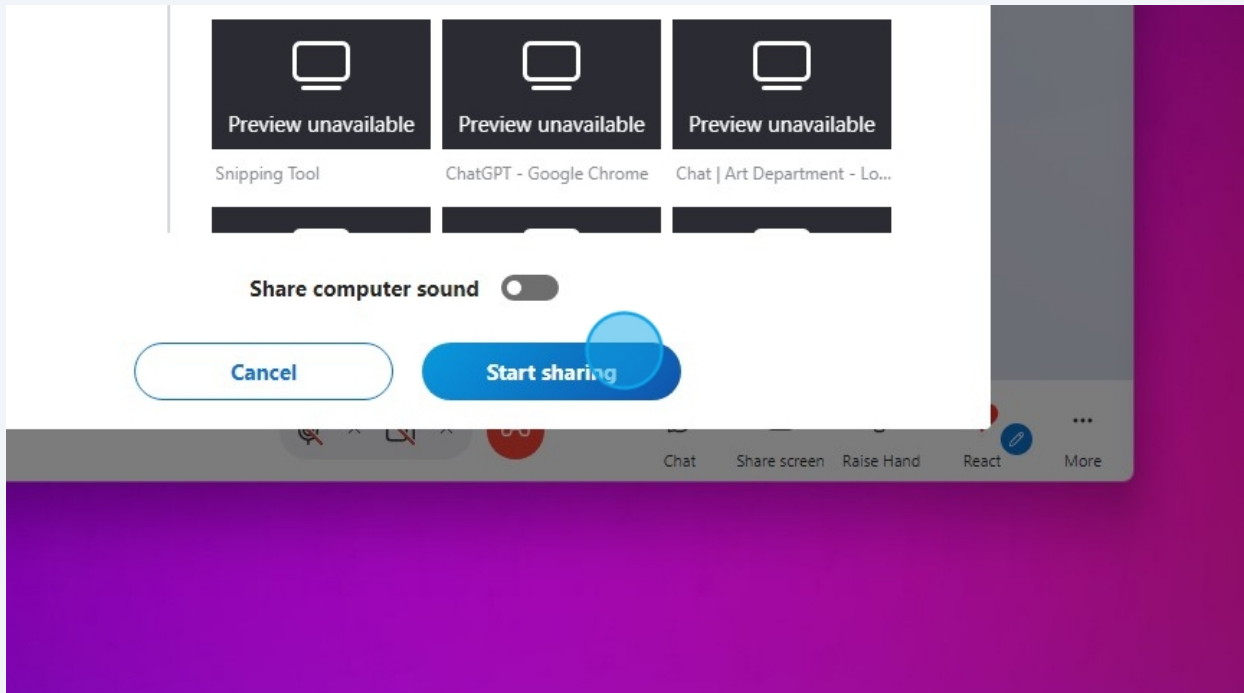 Preview unavailable Preview unavailable Preview unavailable
Snipping Tool ChatGPT - Google Chrome Chat | Art Department - Lo...
Share computer sound
Cancel Start sharing
Chat Share screen Raise Hand React More